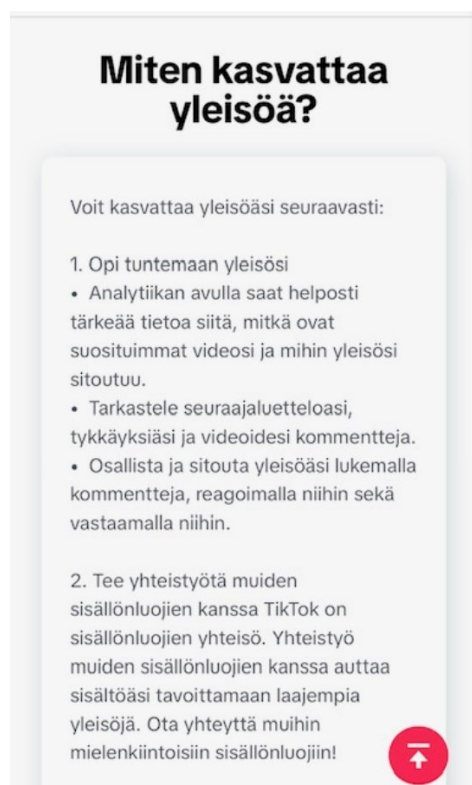 Miten kasvattaa
yleisöä?
Voit kasvattaa yleisöäsi seuraavasti:
1. Opi tuntemaan yleisösi
• Analytiikan avulla saat helposti
tärkeää tietoa siitä, mitkä ovat
suosituimmat videosi ja mihin yleisösi
sitoutuu.
• Tarkastele seuraajaluetteloasi,
tykkäyksiäsi ja videoidesi kommentteja.
• Osallista ja sitouta yleisöäsi lukemalla
kommentteja, reagoimalla niihin sekä
vastaamalla niihin.
2. Tee yhteistyötä muiden
sisällönluojien kanssa TikTok on
sisällönluojien yhteisö. Yhteistyö
muiden sisällönluojien kanssa auttaa
sisältöäsi tavoittamaan laajempia
yleisöjä. Ota yhteyttä muihin
mielenkiintoisiin sisällönluojiin!